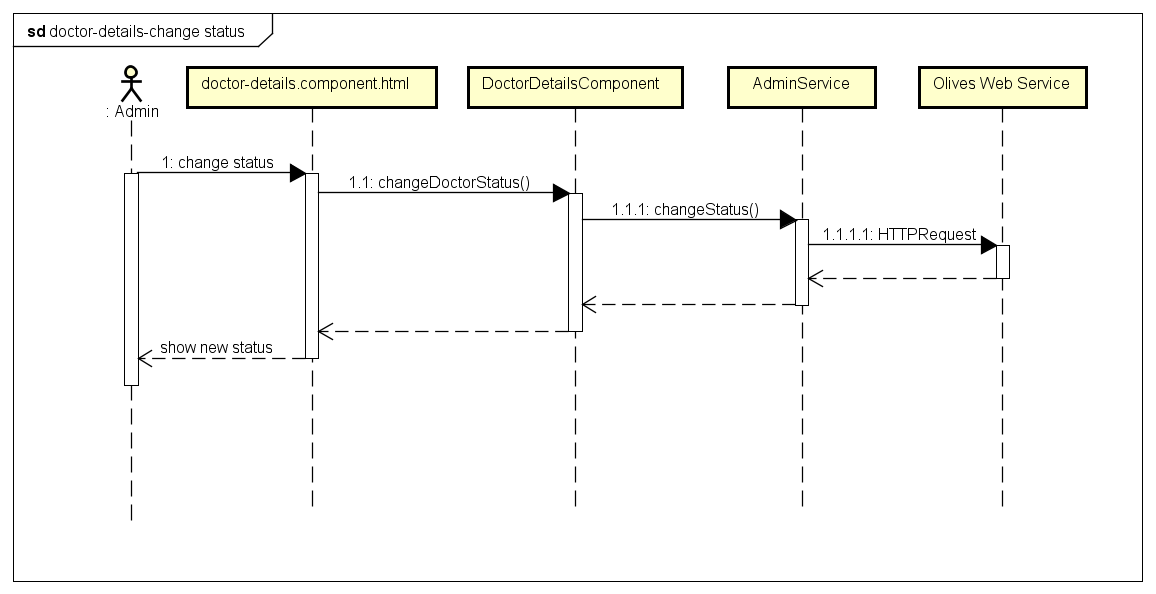 sd doctor-details-change status
: Admin
doctor-details.component.html
DoctorDetailsComponent
AdminService
Olives Web Service
1: change status
1.1: changeDoctorStatus()
1.1.1: changeStatus()
1.1.1.1: HTTPRequest
show new status